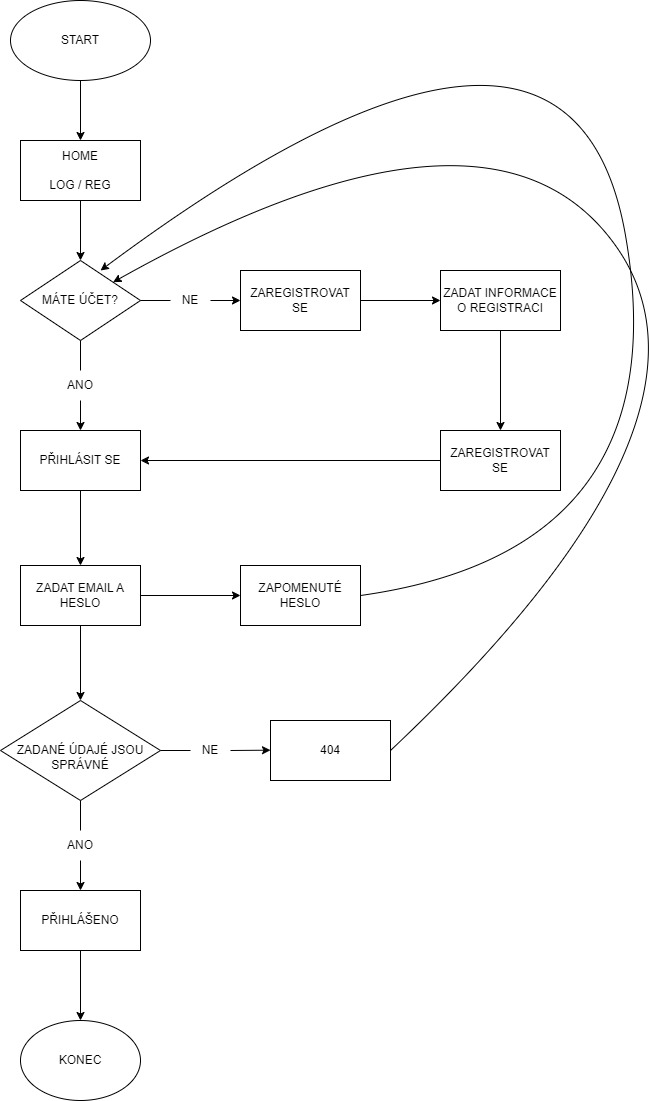 START
HOME
LOG / REG
MÁTE ÚČET?
NE
ZAREGISTROVAT
SE
ZADAT INFORMACE
O REGISTRACI
ANO
PŘIHLÁSIT SE
ZAREGISTROVAT
SE
ZADAT EMAIL A
HESLO
ZAPOMENUTÉ
HESLO
ZADANÉ ÚDAJÉ JSOU
SPRÁVNÉ
NE
404
ANO
PŘIHLÁŠENO
KONEC